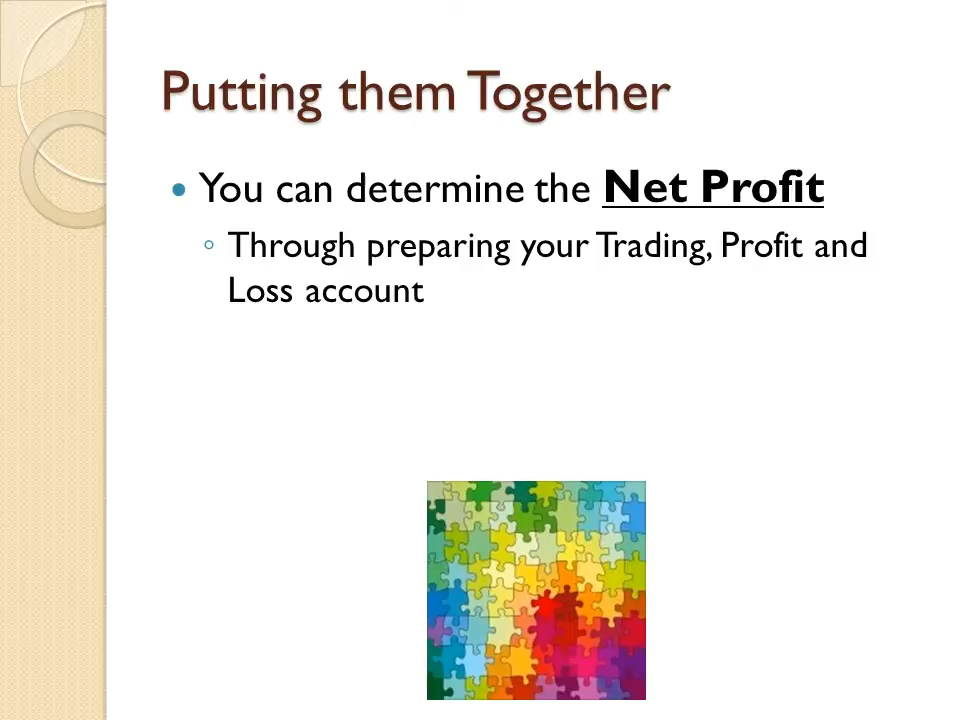 Putting them Together
• You can determine the Net Profit
◦ Through preparing your Trading, Profit and
Loss account